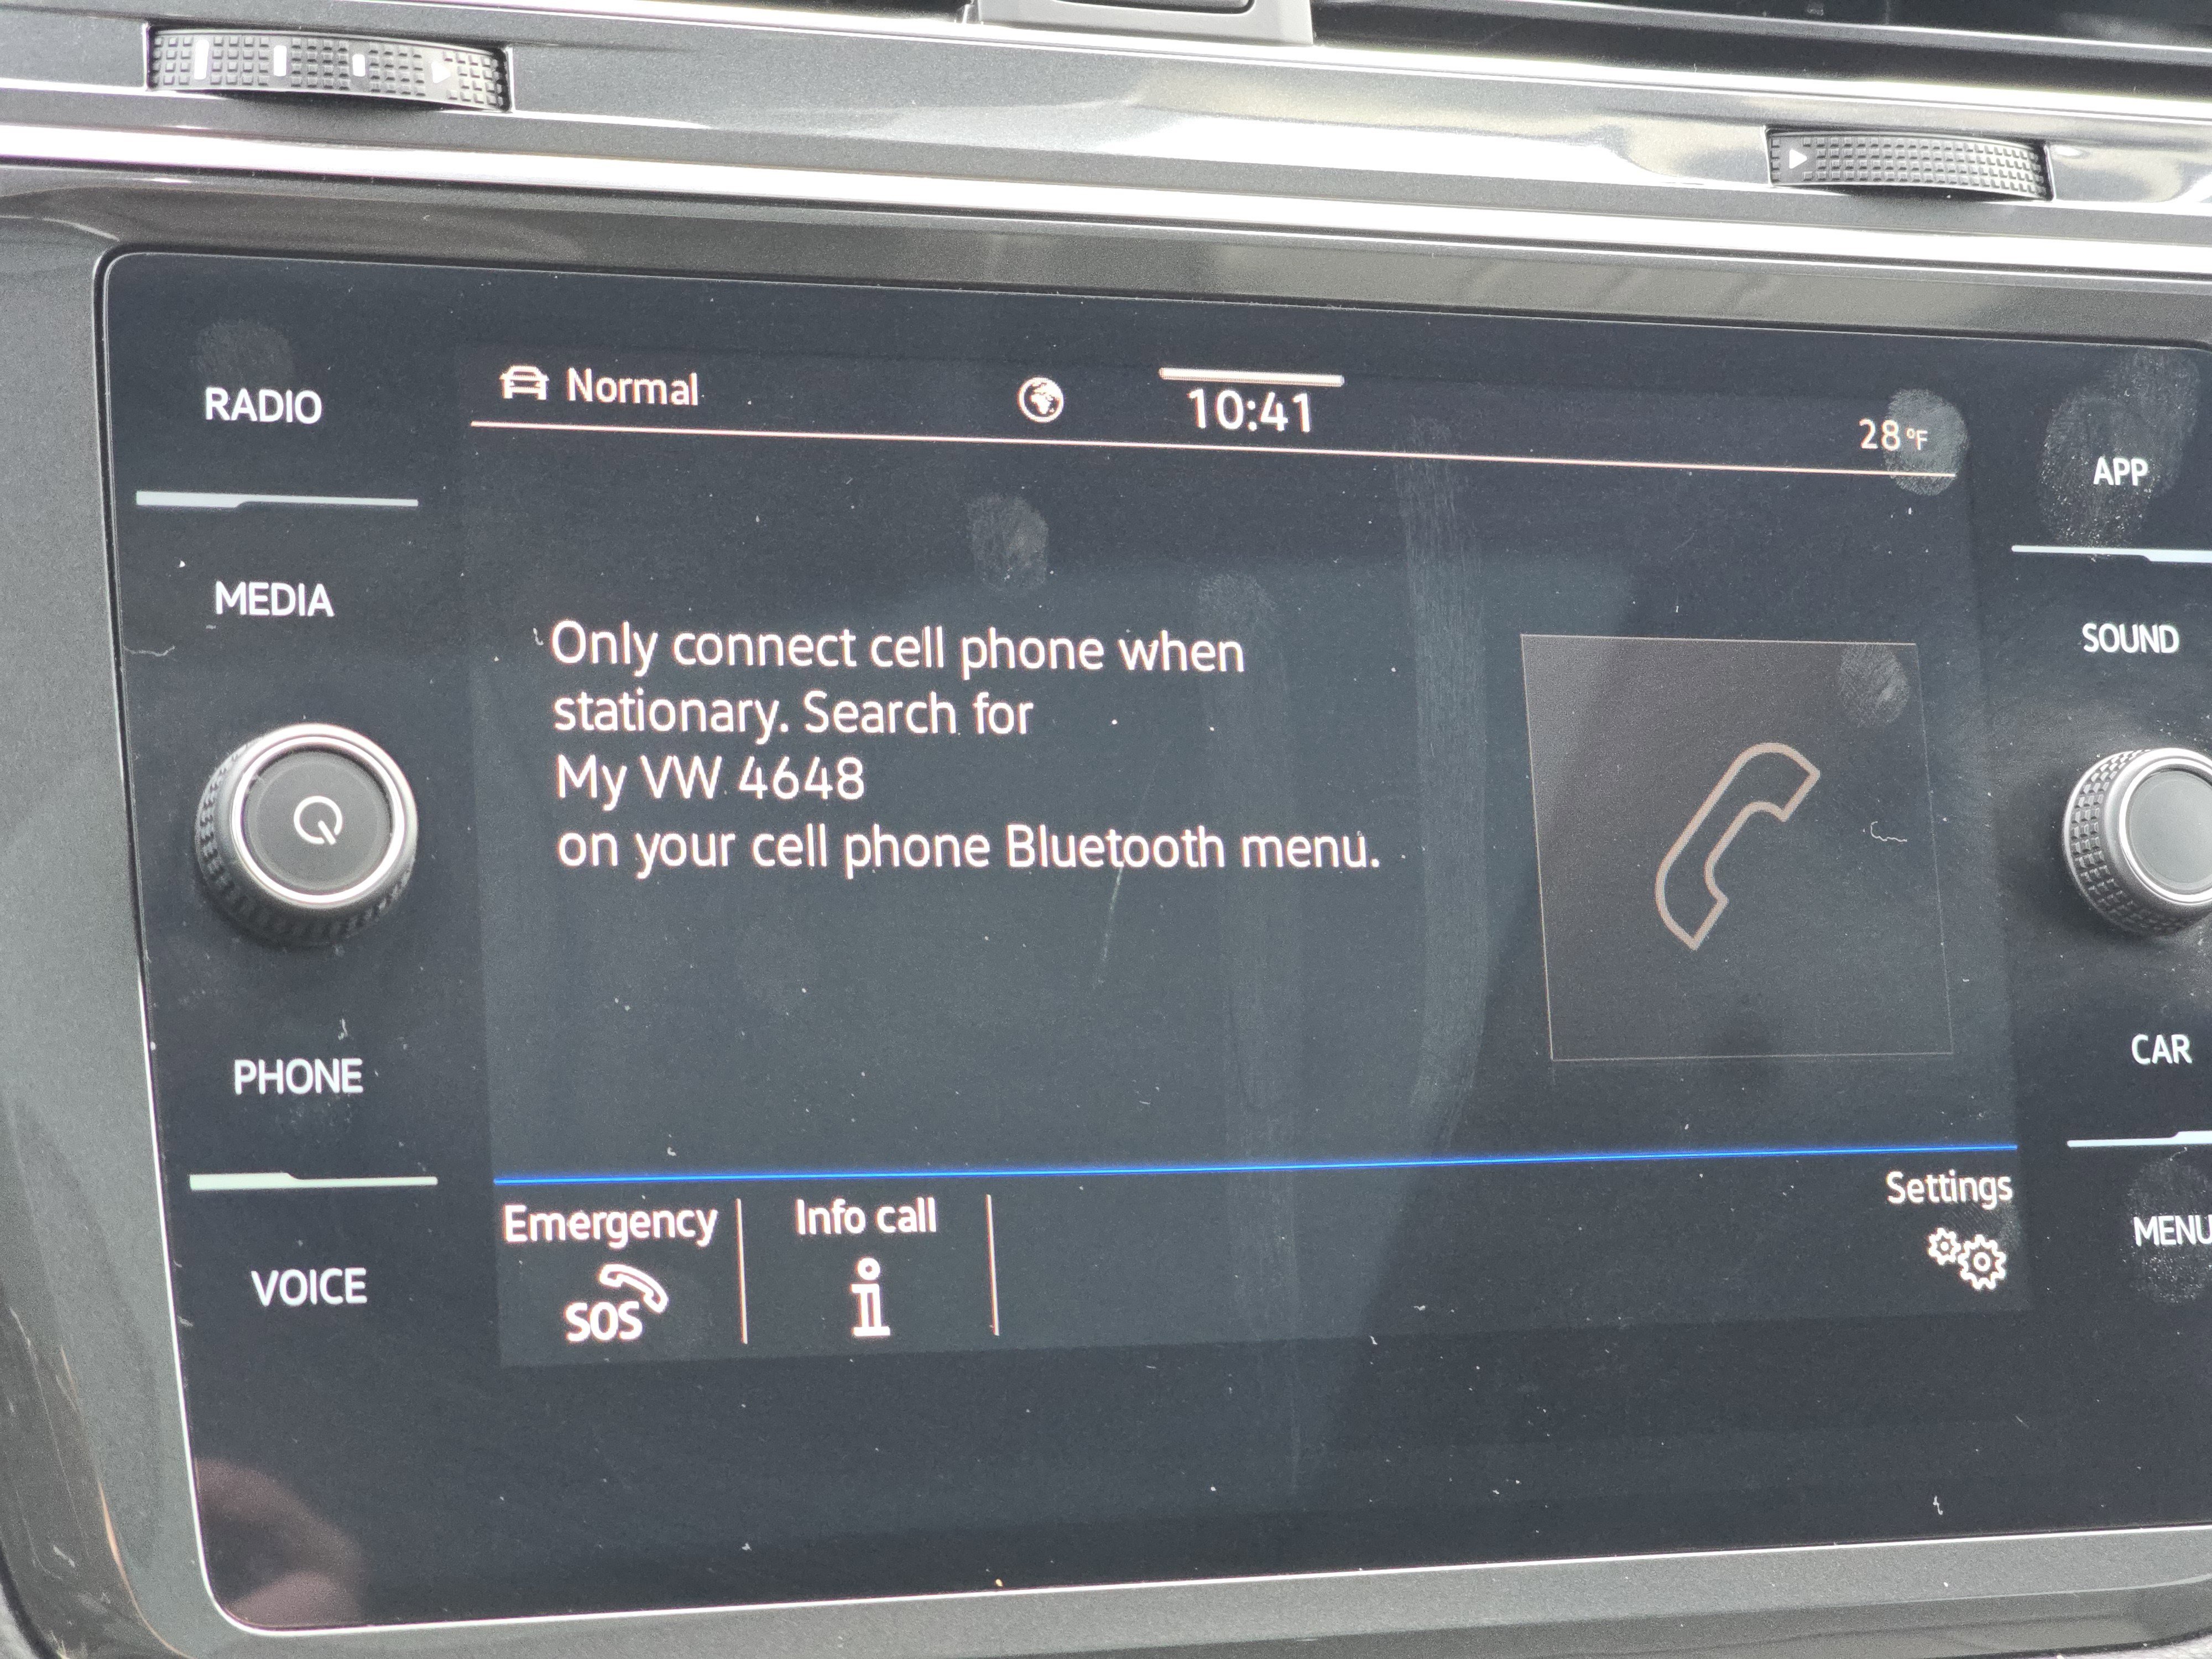 Normal
10:41
28 °F
RADIO
APP
MEDIA
SOUND
Only connect cell phone when
stationary. Search for
My VW 4648
on your cell phone Bluetooth menu.
PHONE
CAR
VOICE
MENU
Emergency
SOS
Info call
i
Settings